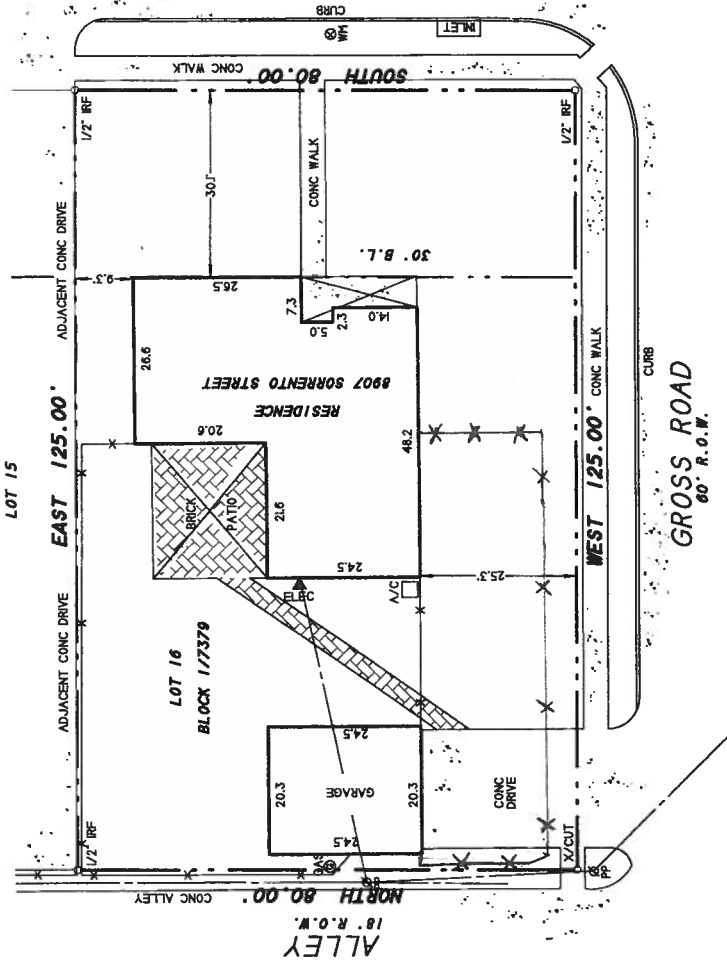 CURB
WM
INLET
CONC WALK
SOUTH 80.00'
1/2" IRF
1/2" IRF
ADJACENT CONC DRIVE
30.1'
CONC WALK
9.3'
30' B.L.
26.5
7.3
5.0
2.3
14.0
26.6
RESIDENCE
8907 SORRENTO STREET
LOT 15
EAST 125.00'
20.6
48.2
BRICK
PATIO
21.6
24.5
ELEC
A/C
25.3'
WEST 125.00'
CONC WALK
CURB
GROSS ROAD
60' R.O.W.
ADJACENT CONC DRIVE
LOT 16
BLOCK 1/7379
24.5
20.3
GARAGE
20.3
24.5
CONC
DRIVE
1/2" IRF
GAS
X/CUT
PP
CONC ALLEY
NORTH 80.00'
18' R.O.W.
ALLEY